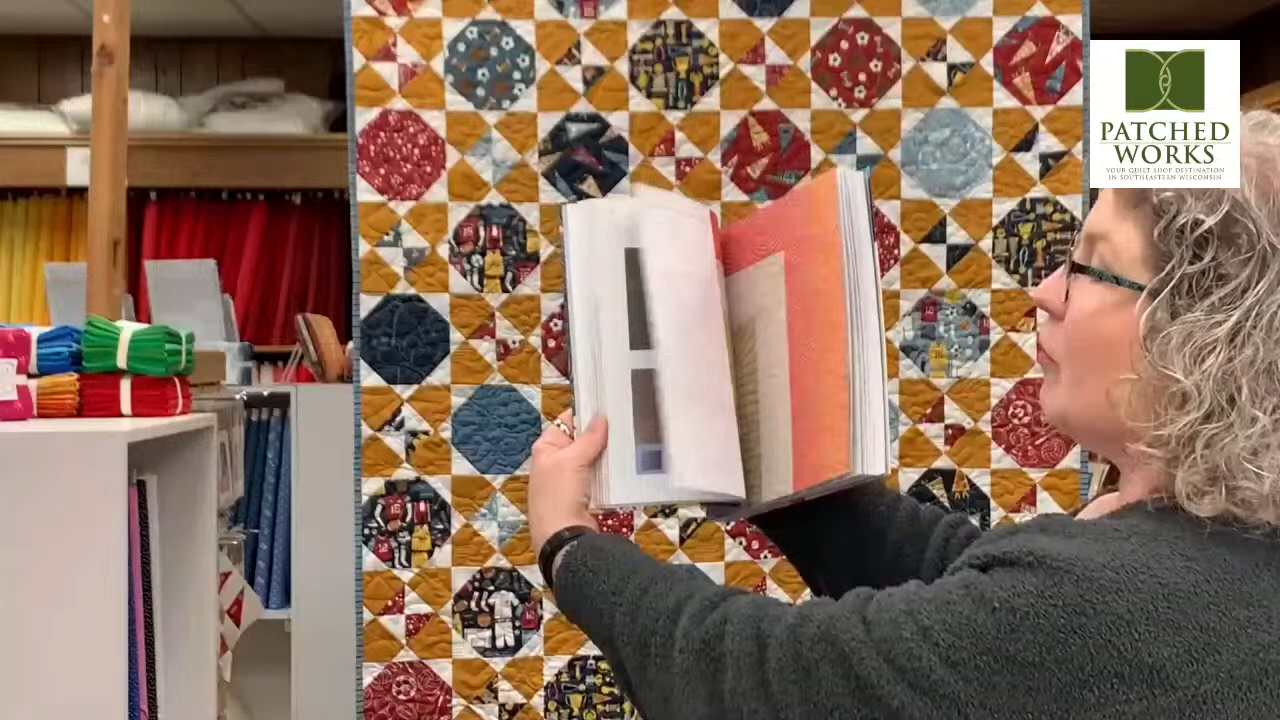 PATCHED
WORKS
YOUR QUILT SHOP DESTINATION
IN SOUTHEASTERN WISCONSIN